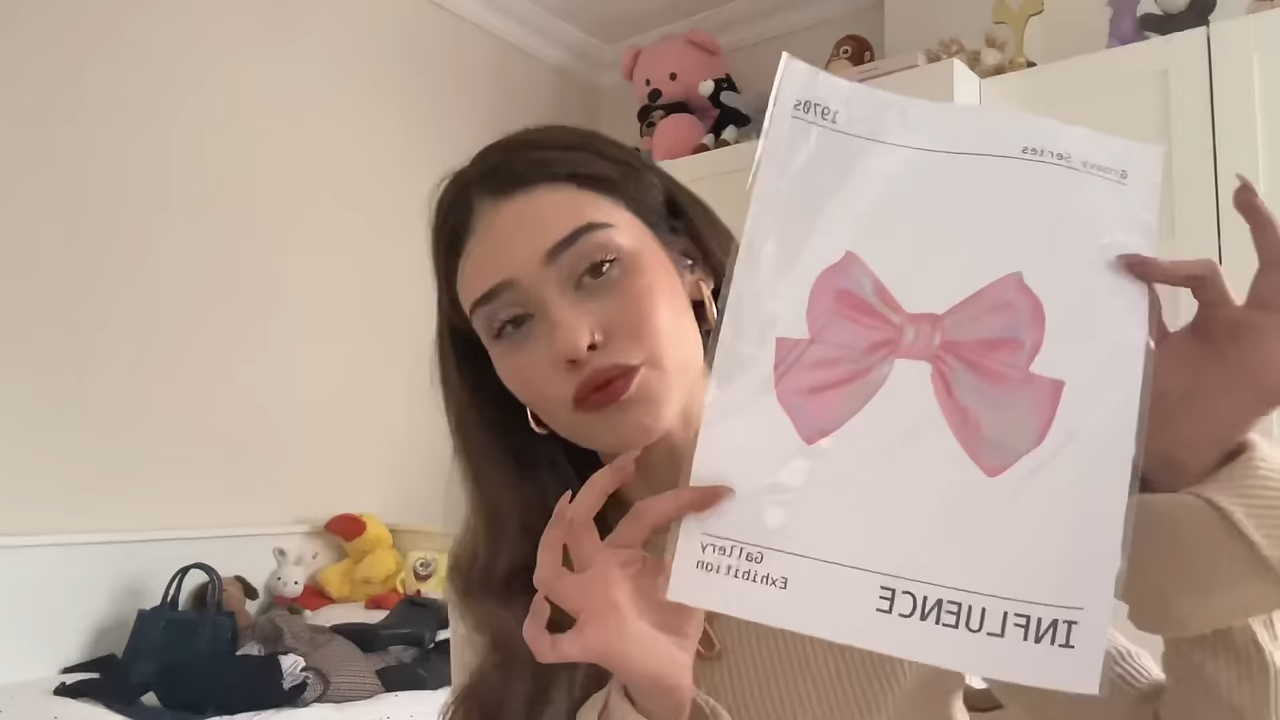 Groovy Series
1970s
INFLUENCE
Gallery
Exhibition